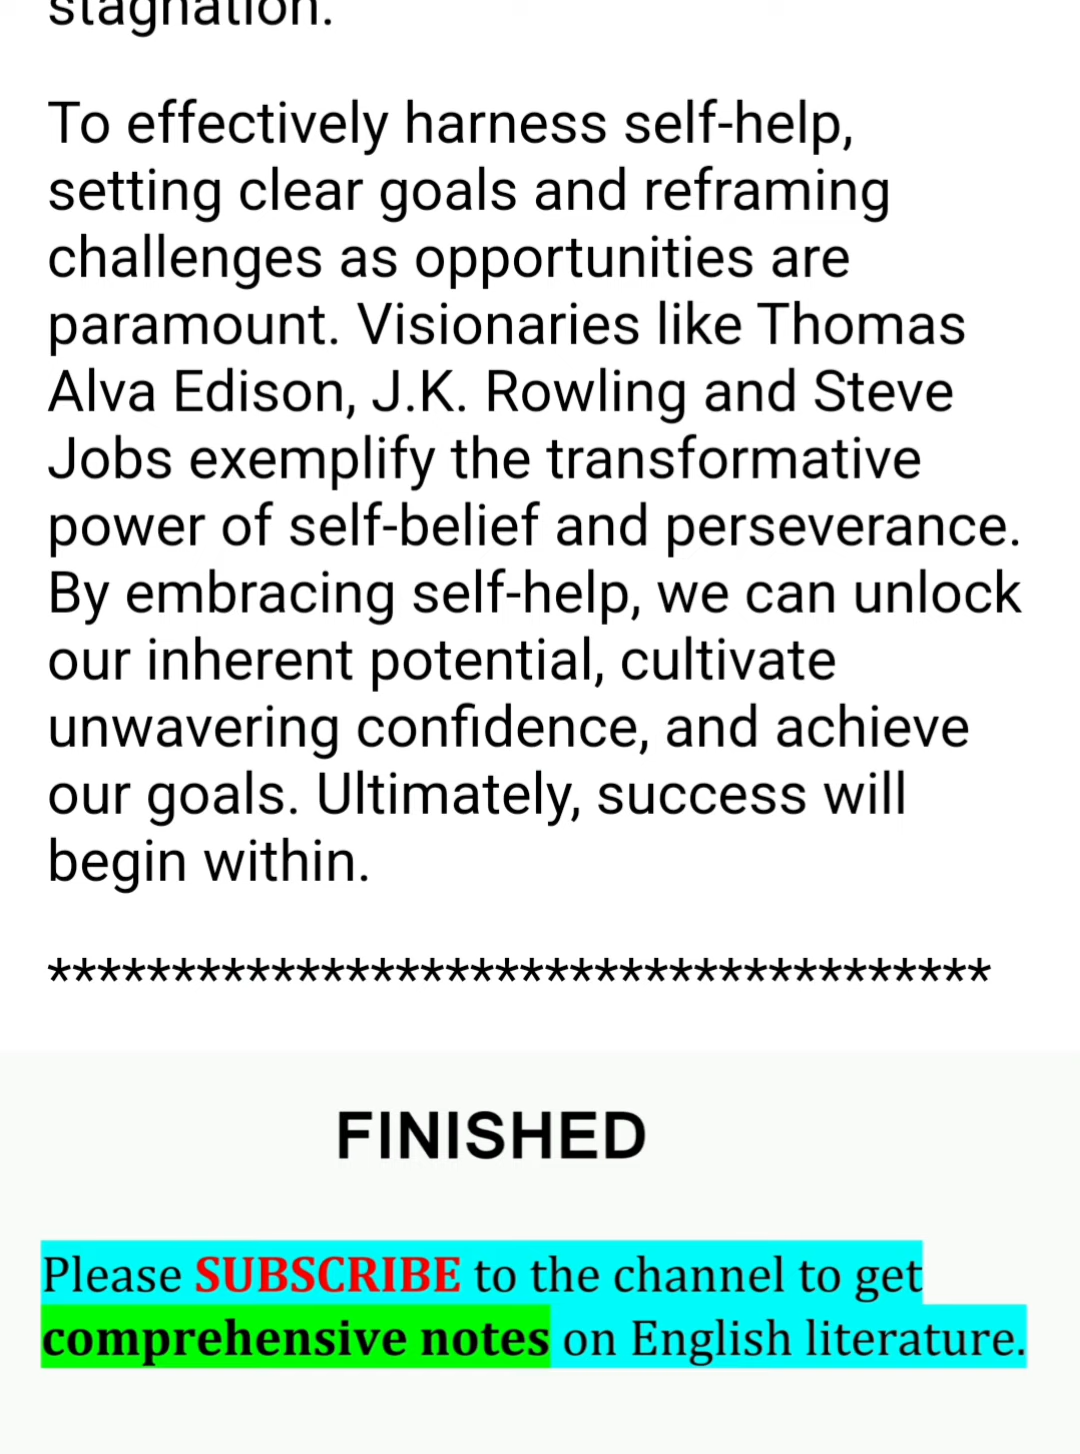 stagnation.
To effectively harness self-help,
setting clear goals and reframing
challenges as opportunities are
paramount. Visionaries like Thomas
Alva Edison, J.K. Rowling and Steve
Jobs exemplify the transformative
power of self-belief and perseverance.
By embracing self-help, we can unlock
our inherent potential, cultivate
unwavering confidence, and achieve
our goals. Ultimately, success will
begin within.
**************************************
FINISHED
Please SUBSCRIBE to the channel to get
comprehensive notes on English literature.